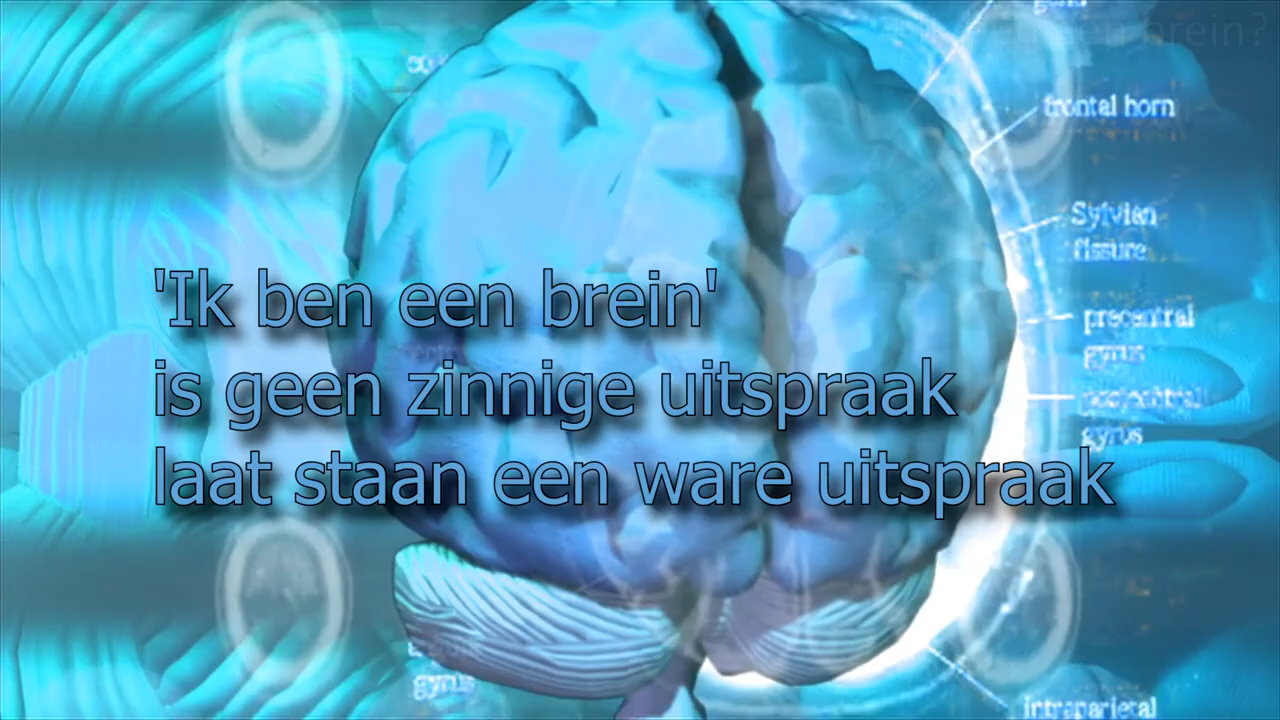 frontal horn
Sylvian
fissure
'Ik ben een brein'
precentral
gyrus
is geen zinnige uitspraak
gyrus
laat staan een ware uitspraak
gyrus
intraparietal